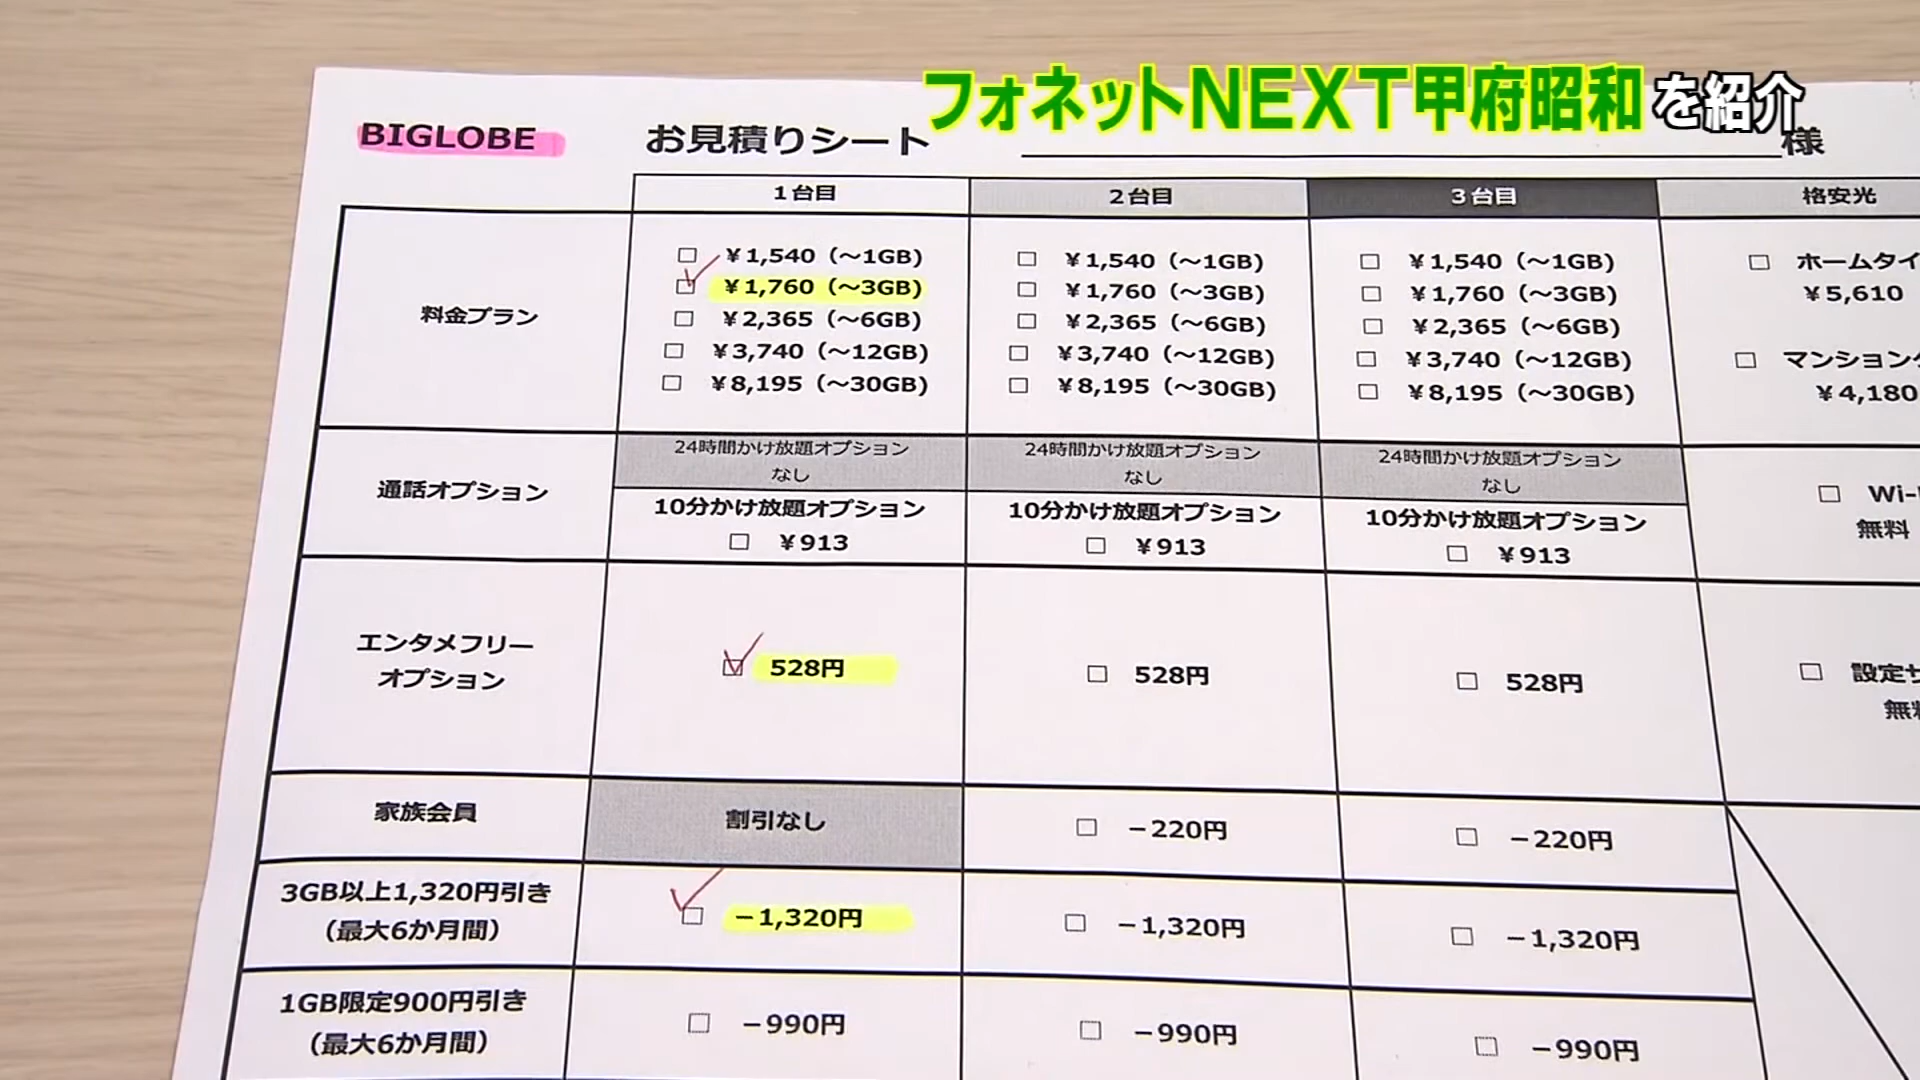 フォネットNEXT甲府昭和を紹介
BIGLOBE お見積りシート 様
1台目 2台目 3台目 格安光
料金プラン
□ ¥1,540（～1GB） □ ¥1,540（～1GB） □ ¥1,540（～1GB） □ ホームタイ
☑ ¥1,760（～3GB） □ ¥1,760（～3GB） □ ¥1,760（～3GB） ¥5,610
□ ¥2,365（～6GB） □ ¥2,365（～6GB） □ ¥2,365（～6GB）
□ ¥3,740（～12GB） □ ¥3,740（～12GB） □ ¥3,740（～12GB） □ マンション
□ ¥8,195（～30GB） □ ¥8,195（～30GB） □ ¥8,195（～30GB） ¥4,180
通話オプション
24時間かけ放題オプション 24時間かけ放題オプション 24時間かけ放題オプション
なし なし なし
10分かけ放題オプション 10分かけ放題オプション 10分かけ放題オプション □ Wi-
□ ¥913 □ ¥913 □ ¥913 無料
エンタメフリー
オプション
☑ 528円 □ 528円 □ 528円 □ 設定
無料
家族会員 割引なし □ －220円 □ －220円
3GB以上1,320円引き
（最大6か月間）
☑ －1,320円 □ －1,320円 □ －1,320円
1GB限定900円引き
（最大6か月間）
□ －990円 □ －990円 □ －990円